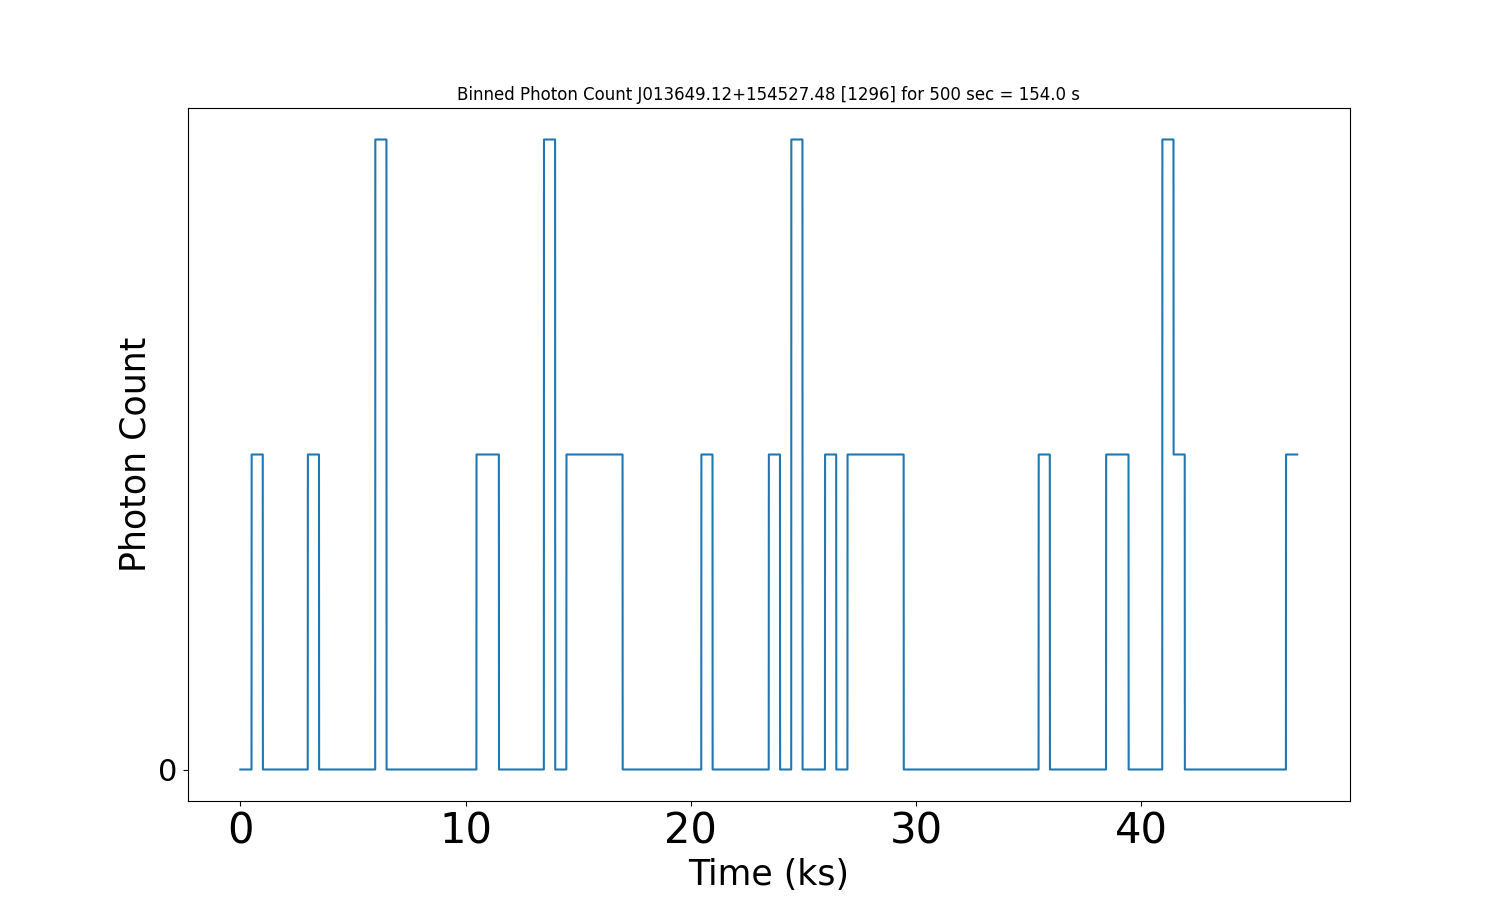 Binned Photon Count J013649.12+154527.48 [1296] for 500 sec = 154.0 s
Photon Count
0
0 10 20 30 40
Time (ks)